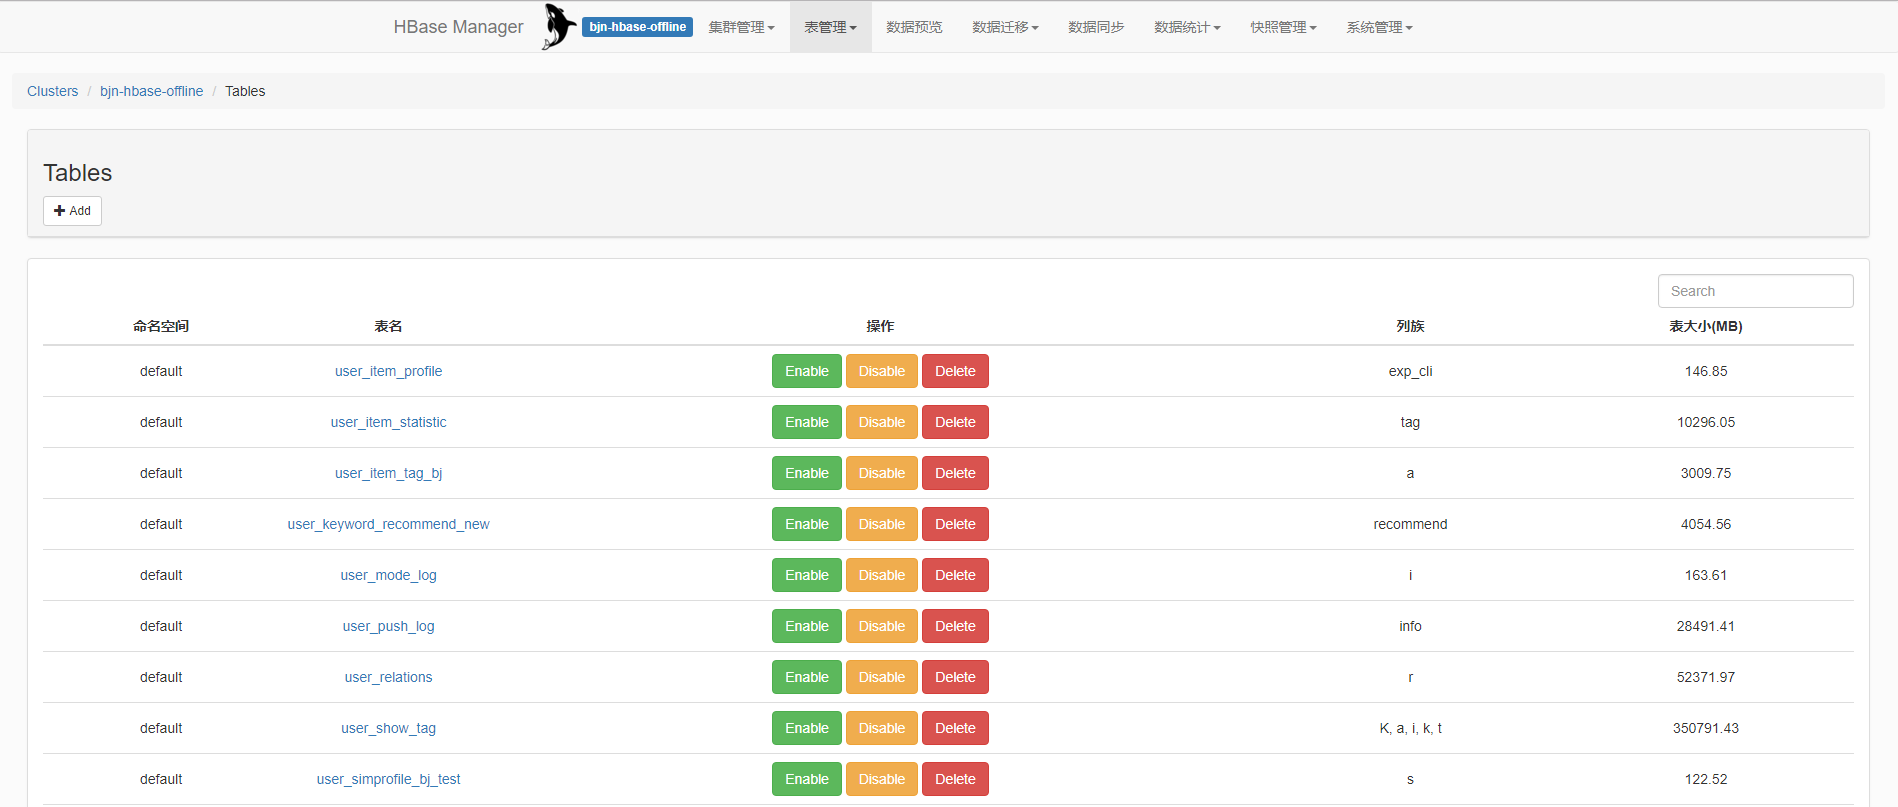 HBase Manager bjn-hbase-offline 集群管理 表管理 数据预览 数据迁移 数据同步 数据统计 快照管理 系统管理
Clusters / bjn-hbase-offline / Tables
Tables
Add
Search
命名空间 表名 操作 列族 表大小(MB)
default user_item_profile Enable Disable Delete exp_cli 146.85
default user_item_statistic Enable Disable Delete tag 10296.05
default user_item_tag_bj Enable Disable Delete a 3009.75
default user_keyword_recommend_new Enable Disable Delete recommend 4054.56
default user_mode_log Enable Disable Delete i 163.61
default user_push_log Enable Disable Delete info 28491.41
default user_relations Enable Disable Delete r 52371.97
default user_show_tag Enable Disable Delete K, a, i, k, t 350791.43
default user_simprofile_bj_test Enable Disable Delete s 122.52